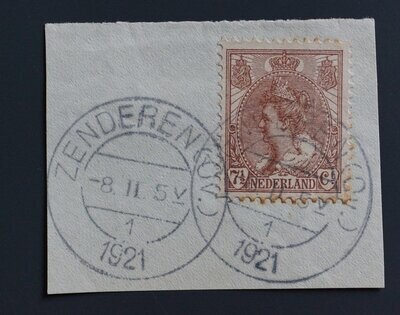 ZENDEREN
-8. II. 5 V
1
1921
7½ NEDERLAND Ct
1
1921